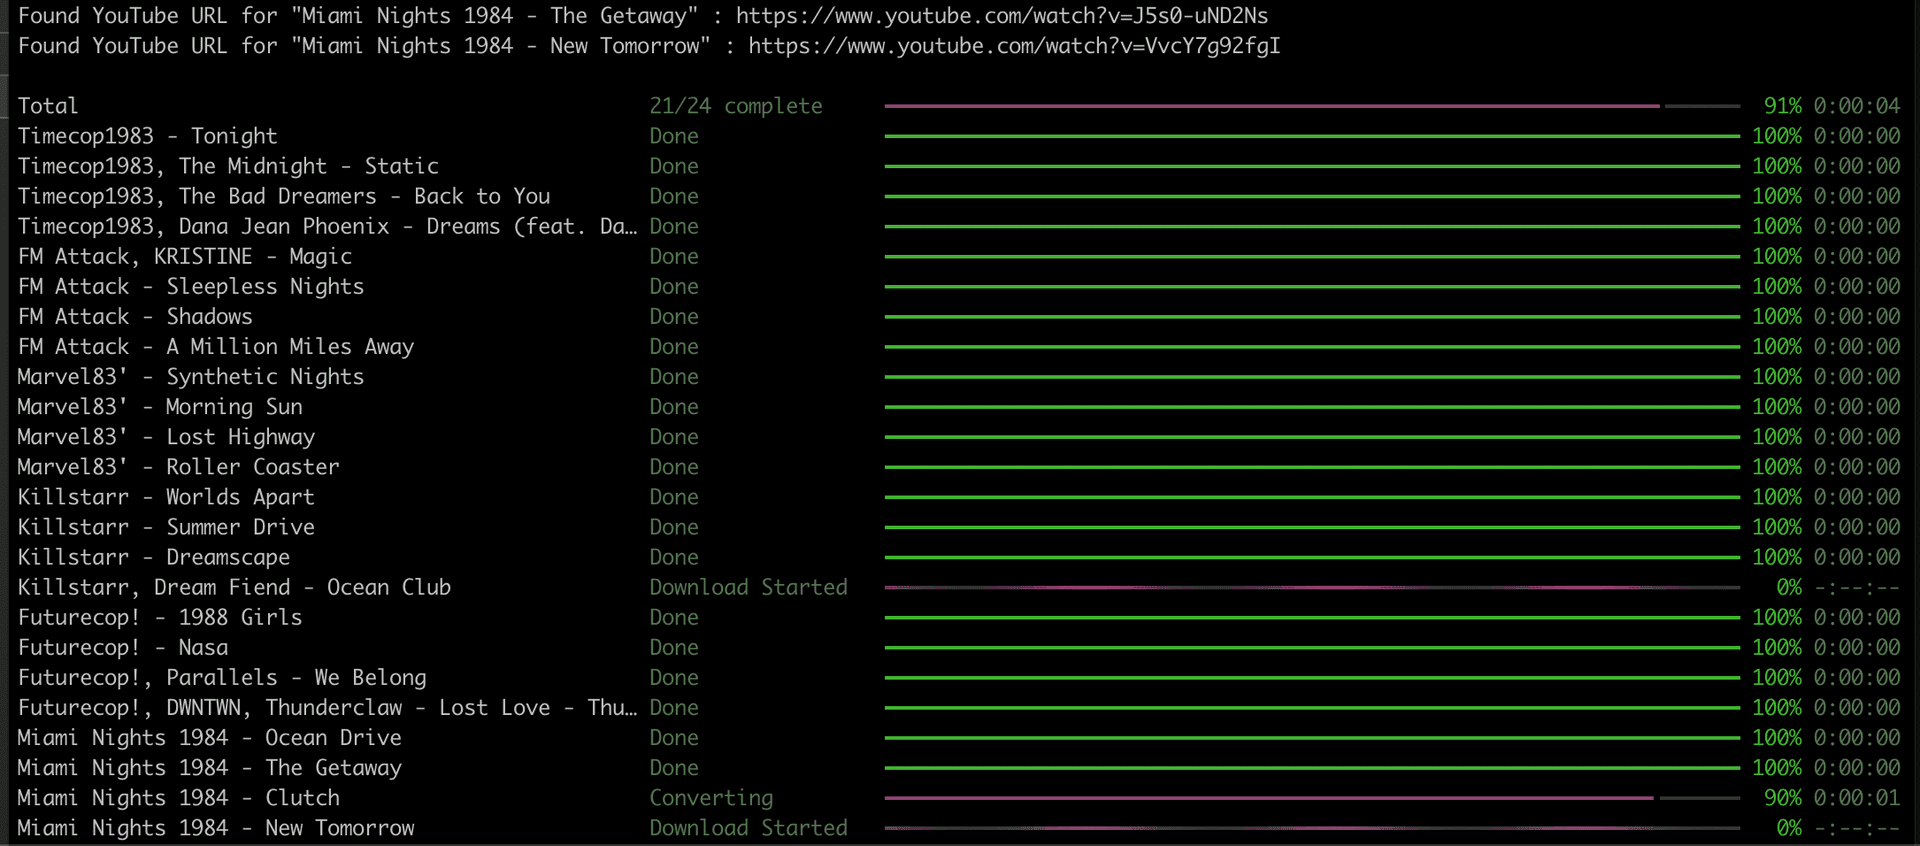 Found YouTube URL for "Miami Nights 1984 - The Getaway" : https://www.youtube.com/watch?v=J5s0-uND2Ns
Found YouTube URL for "Miami Nights 1984 - New Tomorrow" : https://www.youtube.com/watch?v=VvcY7g92fgI
Total 21/24 complete 91% 0:00:04
Timecop1983 - Tonight Done 100% 0:00:00
Timecop1983, The Midnight - Static Done 100% 0:00:00
Timecop1983, The Bad Dreamers - Back to You Done 100% 0:00:00
Timecop1983, Dana Jean Phoenix - Dreams (feat. Da… Done 100% 0:00:00
FM Attack, KRISTINE - Magic Done 100% 0:00:00
FM Attack - Sleepless Nights Done 100% 0:00:00
FM Attack - Shadows Done 100% 0:00:00
FM Attack - A Million Miles Away Done 100% 0:00:00
Marvel83' - Synthetic Nights Done 100% 0:00:00
Marvel83' - Morning Sun Done 100% 0:00:00
Marvel83' - Lost Highway Done 100% 0:00:00
Marvel83' - Roller Coaster Done 100% 0:00:00
Killstarr - Worlds Apart Done 100% 0:00:00
Killstarr - Summer Drive Done 100% 0:00:00
Killstarr - Dreamscape Done 100% 0:00:00
Killstarr, Dream Fiend - Ocean Club Download Started 0% -:--:--
Futurecop! - 1988 Girls Done 100% 0:00:00
Futurecop! - Nasa Done 100% 0:00:00
Futurecop!, Parallels - We Belong Done 100% 0:00:00
Futurecop!, DWNTWN, Thunderclaw - Lost Love - Thu… Done 100% 0:00:00
Miami Nights 1984 - Ocean Drive Done 100% 0:00:00
Miami Nights 1984 - The Getaway Done 100% 0:00:00
Miami Nights 1984 - Clutch Converting 90% 0:00:01
Miami Nights 1984 - New Tomorrow Download Started 0% -:--:--